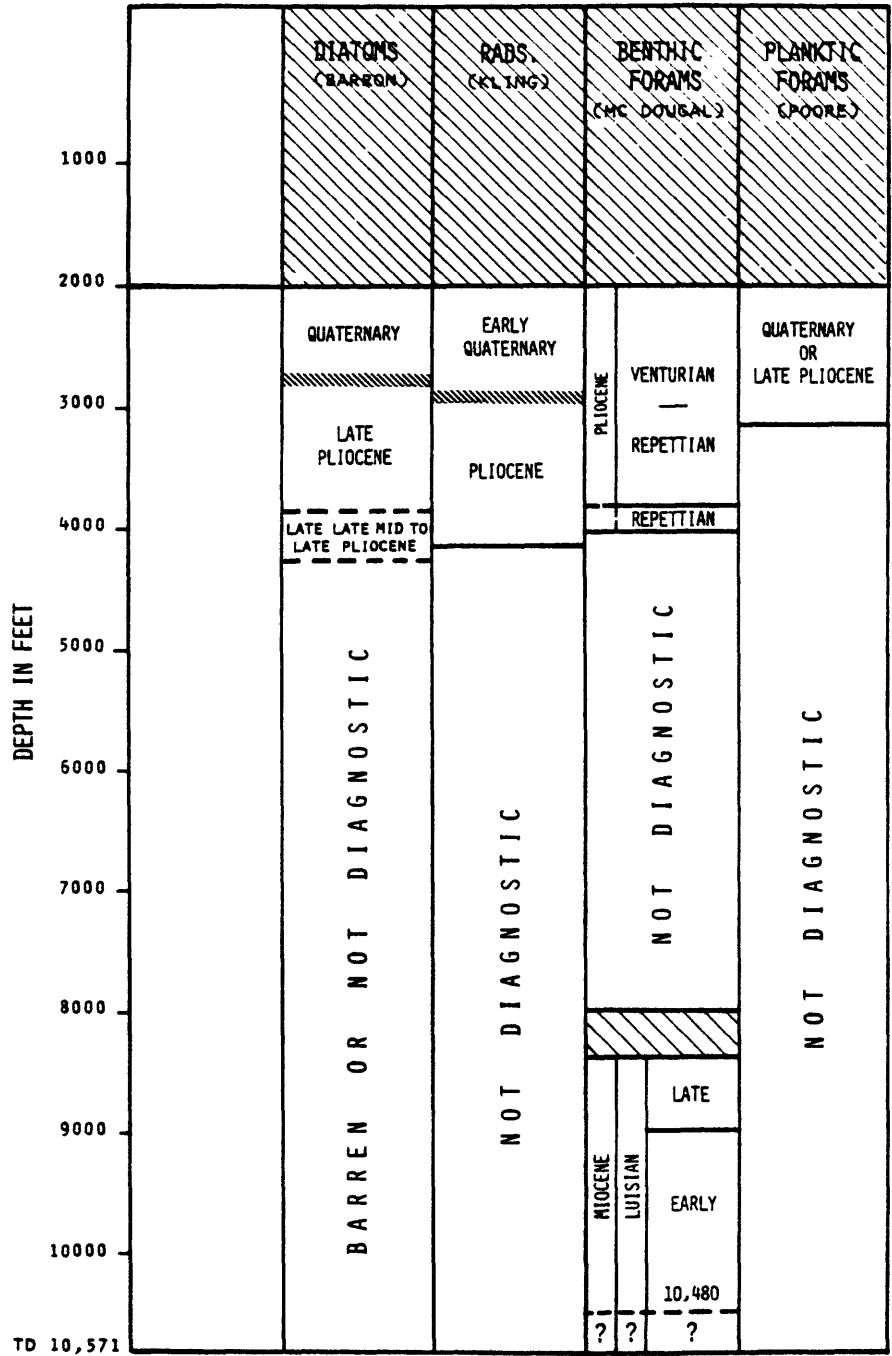 DIATOMS
(BARRON)
RADS.
(KLING)
BENTHIC
FORAMS
(MC DOUGAL)
PLANKTIC
FORAMS
(POORE)
DEPTH IN FEET
1000
2000
3000
4000
5000
6000
7000
8000
9000
10000
TD 10,571
QUATERNARY
LATE
PLIOCENE
LATE LATE MID TO
LATE PLIOCENE
BARREN OR NOT DIAGNOSTIC
EARLY
QUATERNARY
PLIOCENE
NOT DIAGNOSTIC
PLIOCENE
VENTURIAN
—
REPETTIAN
REPETTIAN
NOT DIAGNOSTIC
MIOCENE
LUISIAN
LATE
EARLY
10,480
? ? ?
QUATERNARY
OR
LATE PLIOCENE
NOT DIAGNOSTIC